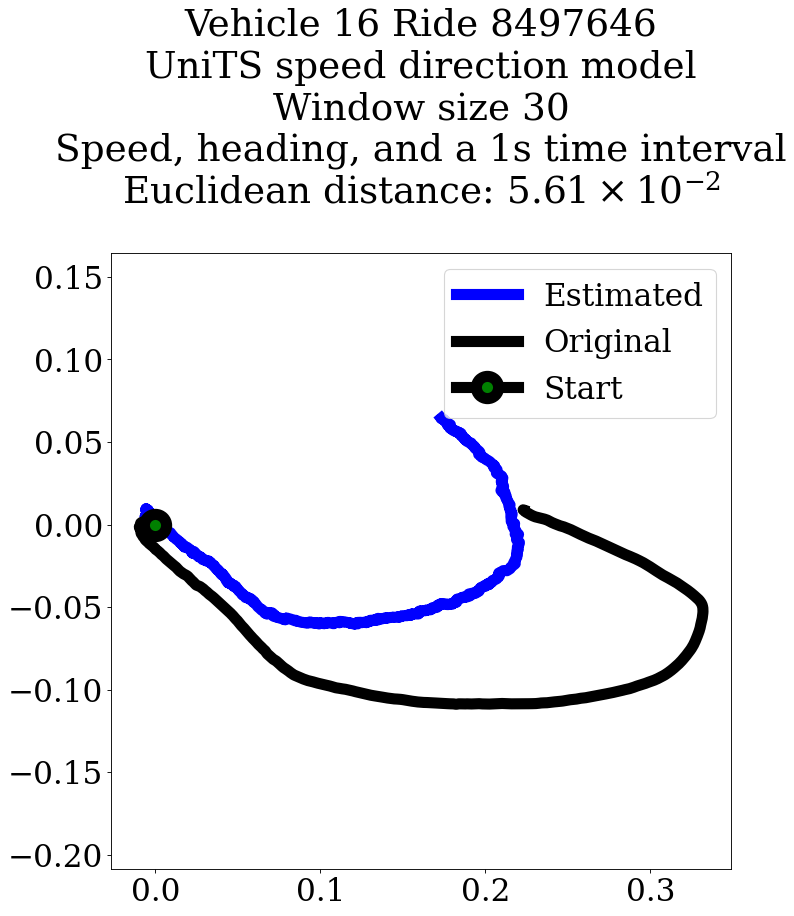 Vehicle 16 Ride 8497646
UniTS speed direction model
Window size 30
Speed, heading, and a 1s time interval
Euclidean distance: 5.61 × 10⁻²
Estimated
Original
Start
0.15
0.10
0.05
0.00
−0.05
−0.10
−0.15
−0.20
0.0 0.1 0.2 0.3